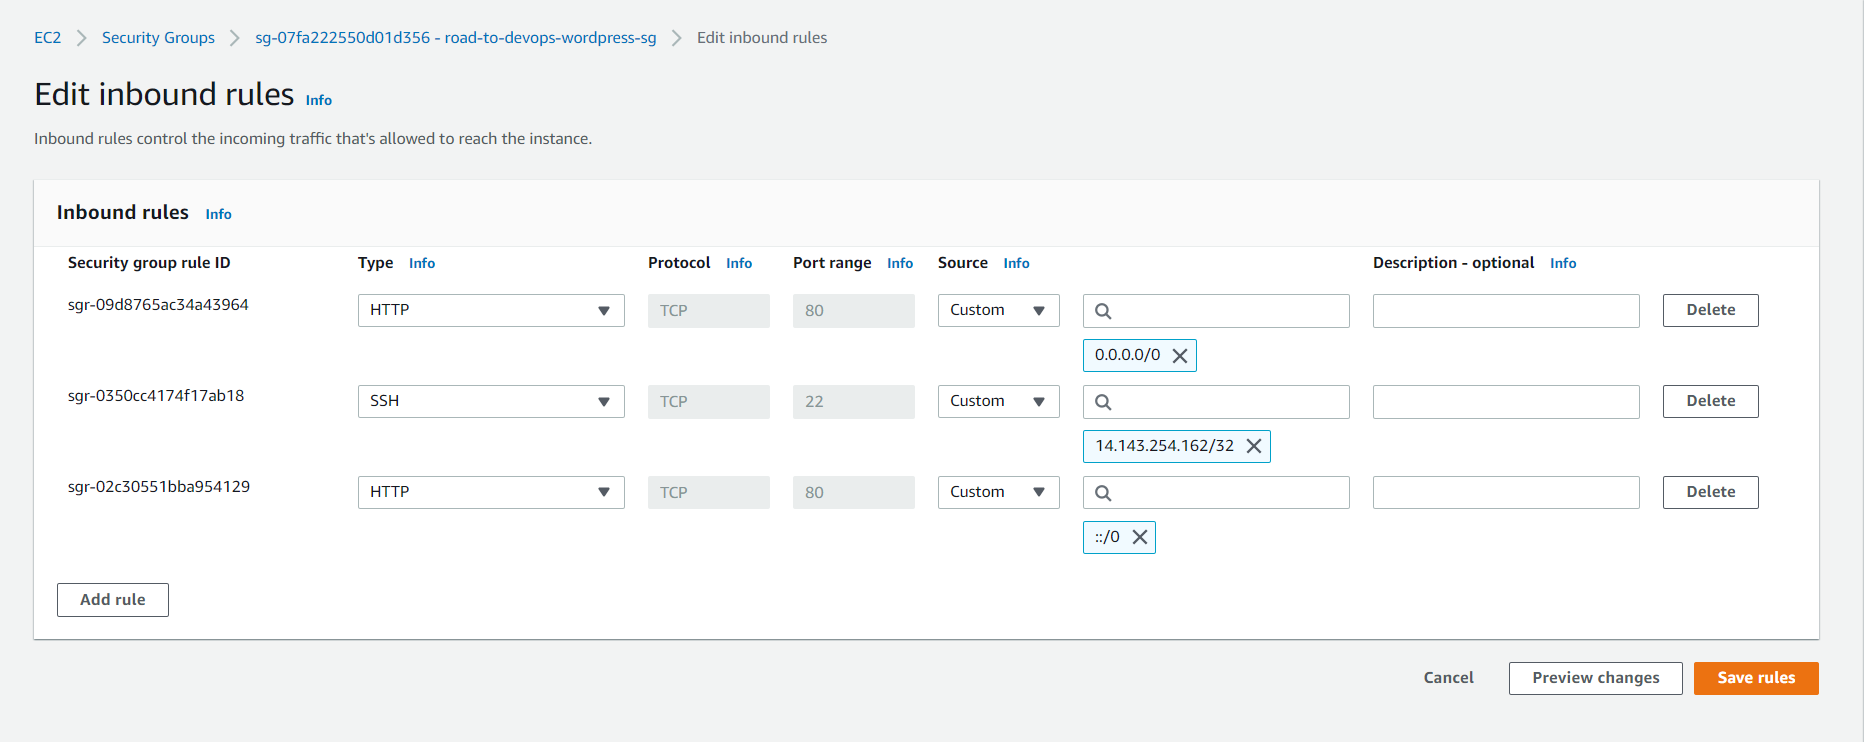 EC2 > Security Groups > sg-07fa222550d01d356 - road-to-devops-wordpress-sg > Edit inbound rules
Edit inbound rules Info
Inbound rules control the incoming traffic that's allowed to reach the instance.
Inbound rules Info
Security group rule ID Type Info Protocol Info Port range Info Source Info Description - optional Info
sgr-09d8765ac34a43964 HTTP TCP 80 Custom Delete
0.0.0.0/0
sgr-0350cc4174f17ab18 SSH TCP 22 Custom Delete
14.143.254.162/32
sgr-02c30551bba954129 HTTP TCP 80 Custom Delete
::/0
Add rule
Cancel Preview changes Save rules